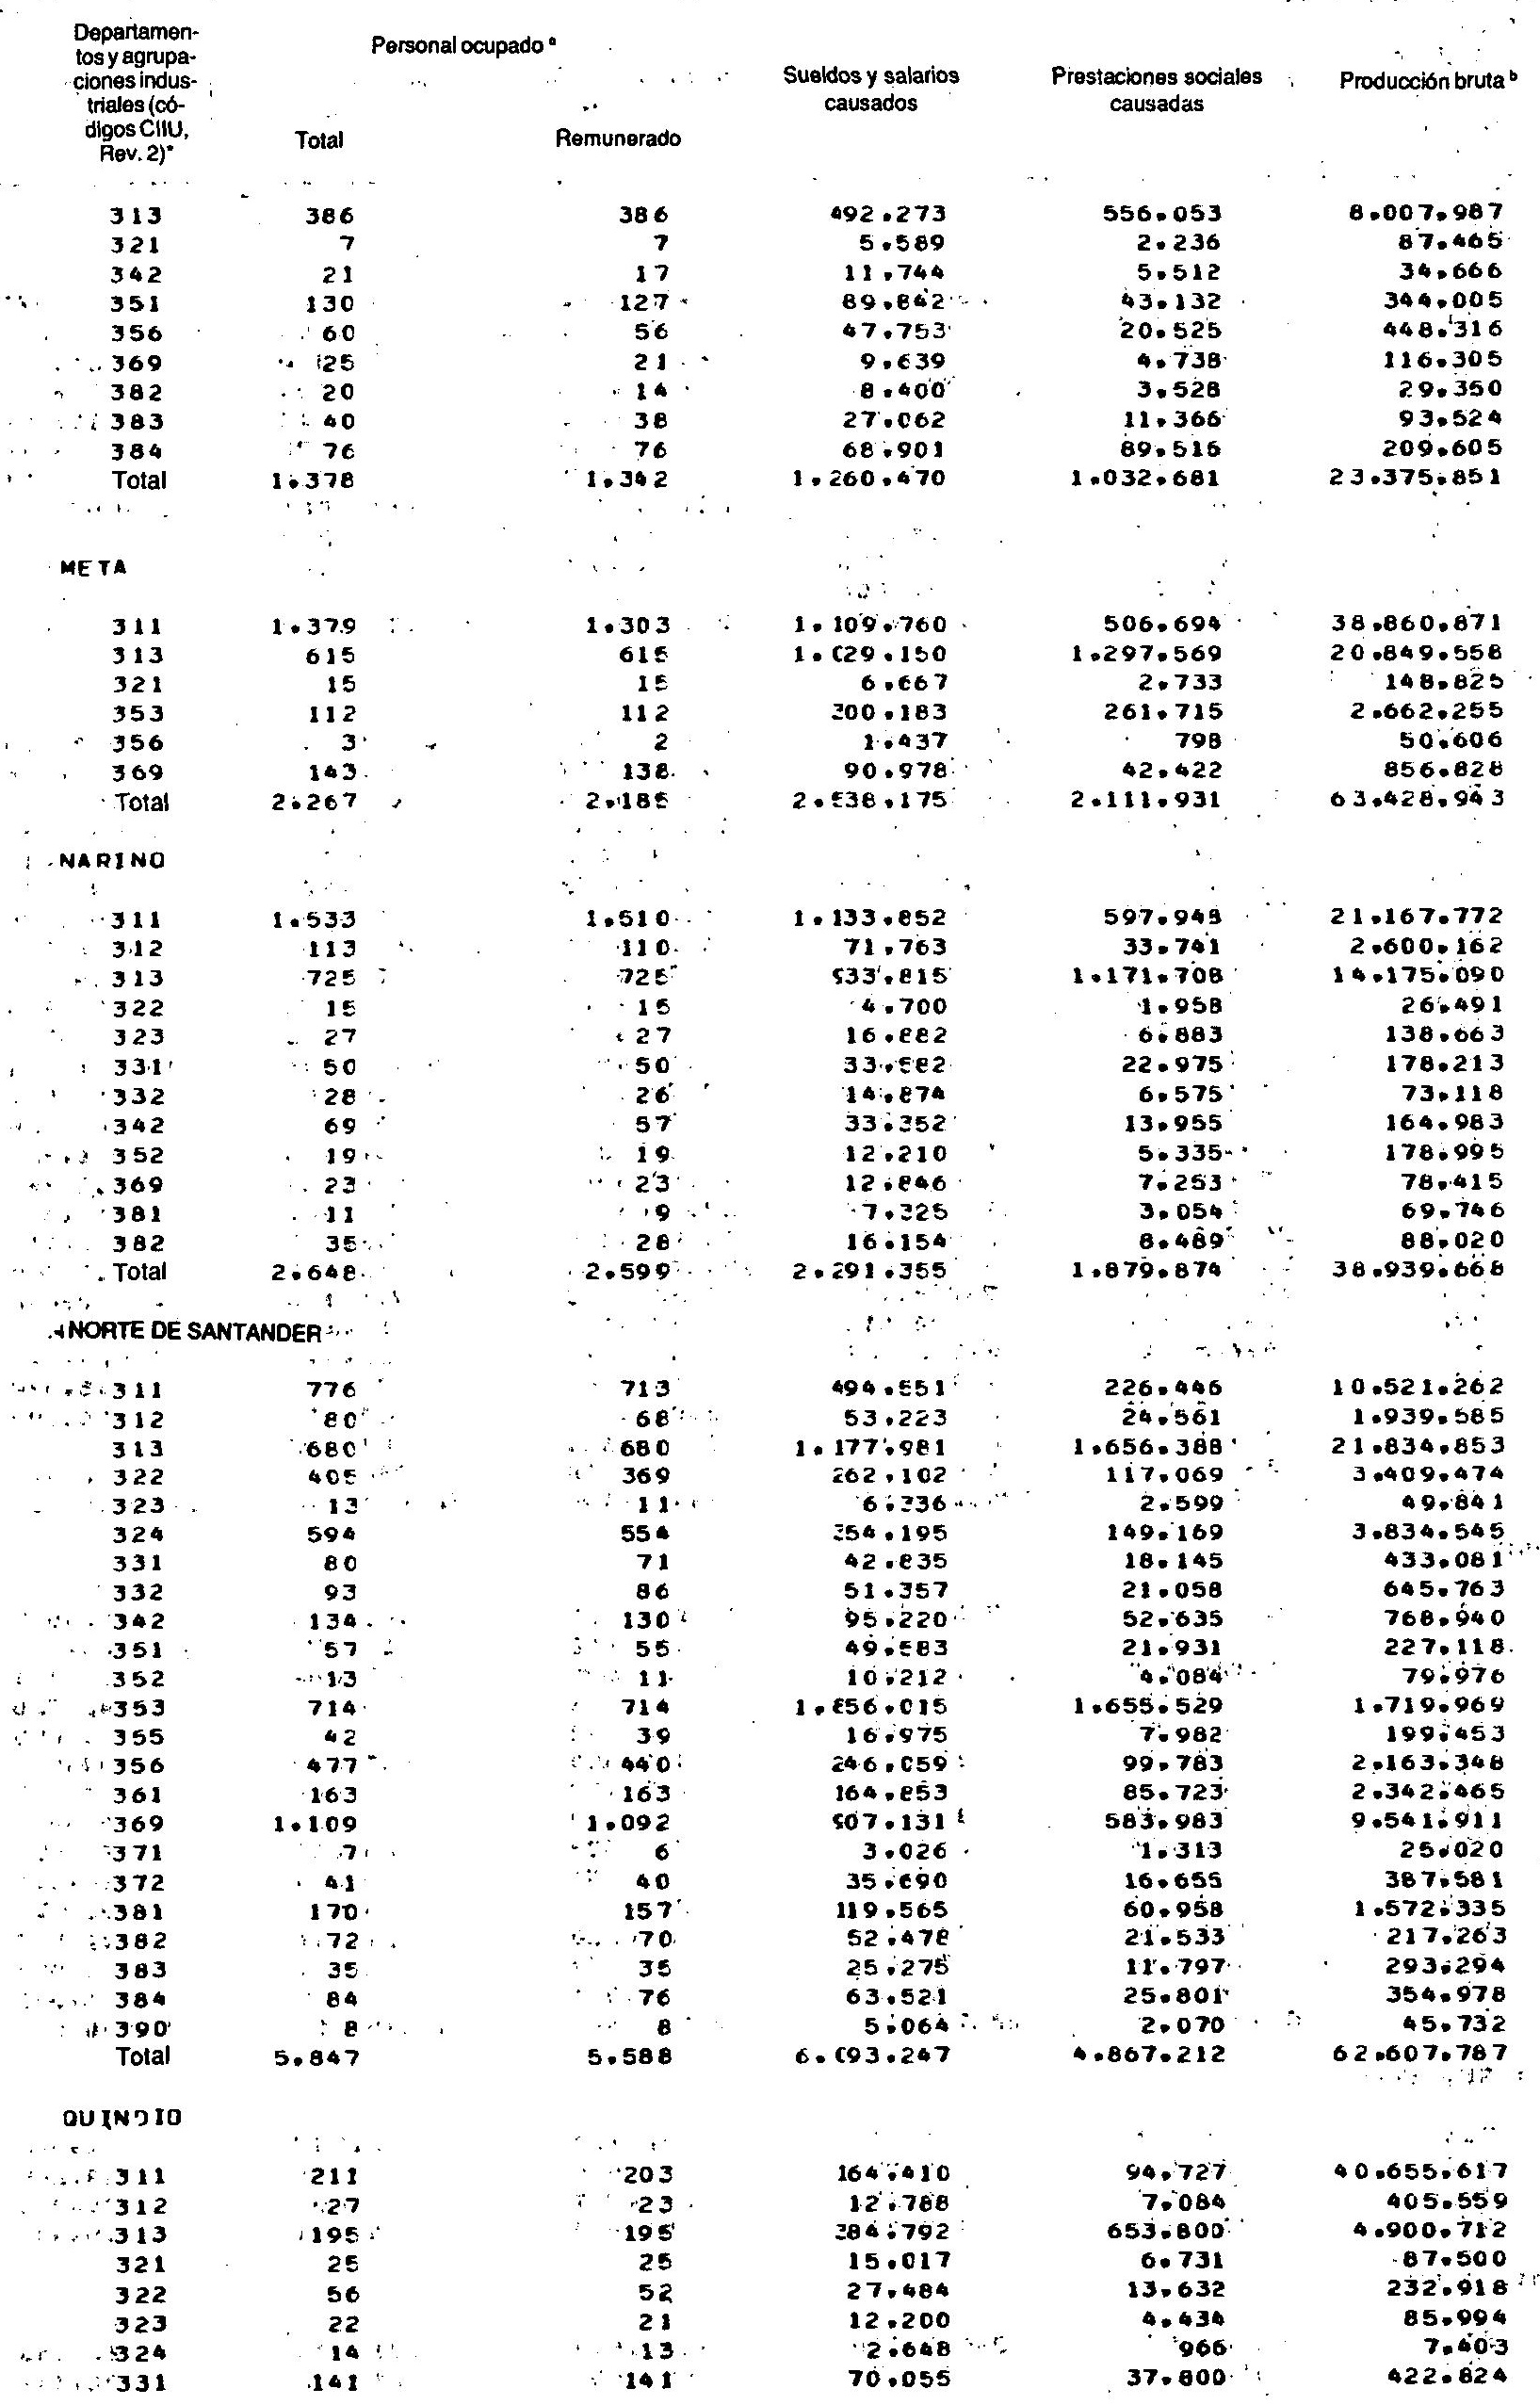 Departamen-
tos y agrupa-
ciones indus-
triales (có-
digos CIIU,
Rev. 2)*
Personal ocupado ª
Total
Remunerado
Sueldos y salarios
causados
Prestaciones sociales
causadas
Producción bruta ᵇ
313 386 386 492.273 556.053 8.007.987
321 7 7 5.589 2.236 87.465
342 21 17 11.744 5.512 34.666
351 130 127 89.842 43.132 344.005
356 60 56 47.753 20.525 448.316
369 25 21 9.639 4.738 116.305
382 20 14 8.400 3.528 29.350
383 40 38 27.062 11.366 93.524
384 76 76 68.901 89.516 209.605
Total 1.378 1.342 1.260.470 1.032.681 23.375.851
META
311 1.379 1.303 1.109.760 506.694 38.860.871
313 615 615 1.029.150 1.297.569 20.849.558
321 15 15 6.667 2.733 148.825
353 112 112 300.183 261.715 2.662.255
356 3 2 1.437 798 50.606
369 143 138 90.978 42.422 856.828
Total 2.267 2.185 2.538.175 2.111.931 63.428.943
NARINO
311 1.533 1.510 1.133.852 597.948 21.167.772
312 113 110 71.763 33.741 2.600.162
313 725 725 933.815 1.171.708 14.175.090
322 15 15 4.700 1.958 26.491
323 27 27 16.882 6.883 138.663
331 50 50 33.582 22.975 178.213
332 28 26 14.874 6.575 73.118
342 69 57 33.352 13.955 164.983
352 19 19 12.210 5.335 178.995
369 23 23 12.846 7.253 78.415
381 11 9 7.325 3.054 69.746
382 35 28 16.154 8.489 88.020
Total 2.648 2.599 2.291.355 1.879.874 38.939.668
NORTE DE SANTANDER
311 776 713 494.551 226.446 10.521.262
312 80 68 53.223 24.561 1.939.585
313 680 680 1.177.981 1.656.388 21.834.853
322 405 369 262.102 117.069 3.409.474
323 13 11 6.336 2.599 49.841
324 594 554 354.195 149.169 3.834.545
331 80 71 42.835 18.145 433.081
332 93 86 51.357 21.058 645.763
342 134 130 95.220 52.635 768.940
351 57 55 49.583 21.931 227.118
352 13 11 10.212 4.084 79.976
353 714 714 1.856.015 1.655.529 1.719.969
355 42 39 16.975 7.982 199.453
356 477 440 246.059 99.783 2.163.348
361 163 163 164.853 85.723 2.342.465
369 1.109 1.092 907.131 583.983 9.541.911
371 7 6 3.026 1.313 25.020
372 41 40 35.690 16.655 387.581
381 170 157 119.565 60.958 1.572.335
382 72 70 52.478 21.533 217.263
383 35 35 25.275 11.797 293.294
384 84 76 63.521 25.801 354.978
390 8 8 5.064 2.070 45.732
Total 5.847 5.588 6.093.247 4.867.212 62.607.787
QUINDIO
311 211 203 164.410 94.727 40.655.617
312 27 23 12.788 7.084 405.559
313 195 195 384.792 653.800 4.900.712
321 25 25 15.017 6.731 87.500
322 56 52 27.484 13.632 232.918
323 22 21 12.200 4.434 85.994
324 14 13 2.648 966 7.403
331 141 141 70.055 37.800 422.824